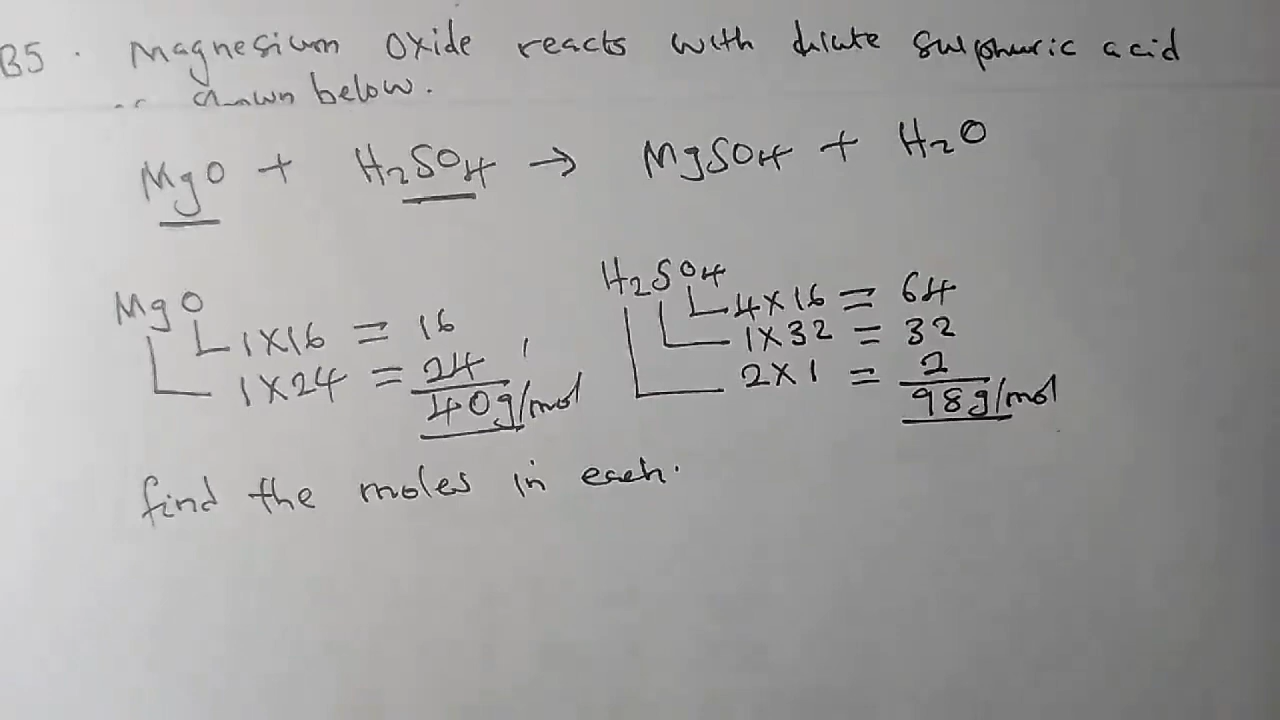 B5. Magnesium oxide reacts with dilute sulphuric acid
shown below.
MgO + H2SO4 → MgSO4 + H2O
MgO
1x16 = 16
1x24 = 24
40g/mol
H2SO4
4x16 = 64
1x32 = 32
2x1 = 2
98g/mol
find the moles in each.